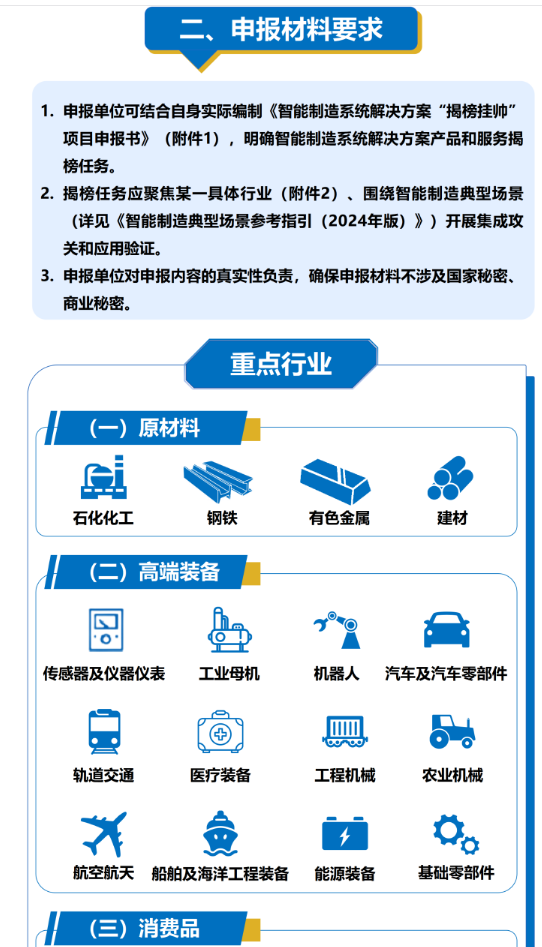 二、申报材料要求
1. 申报单位可结合自身实际编制《智能制造系统解决方案“揭榜挂帅”
项目申报书》（附件1），明确智能制造系统解决方案产品和服务揭
榜任务。
2. 揭榜任务应聚焦某一具体行业（附件2）、围绕智能制造典型场景
（详见《智能制造典型场景参考指引（2024年版）》）开展集成攻
关和应用验证。
3. 申报单位对申报内容的真实性负责，确保申报材料不涉及国家秘密、
商业秘密。
重点行业
（一）原材料
石化化工 钢铁 有色金属 建材
（二）高端装备
传感器及仪器仪表 工业母机 机器人 汽车及汽车零部件
轨道交通 医疗装备 工程机械 农业机械
航空航天 船舶及海洋工程装备 能源装备 基础零部件
（三）消费品